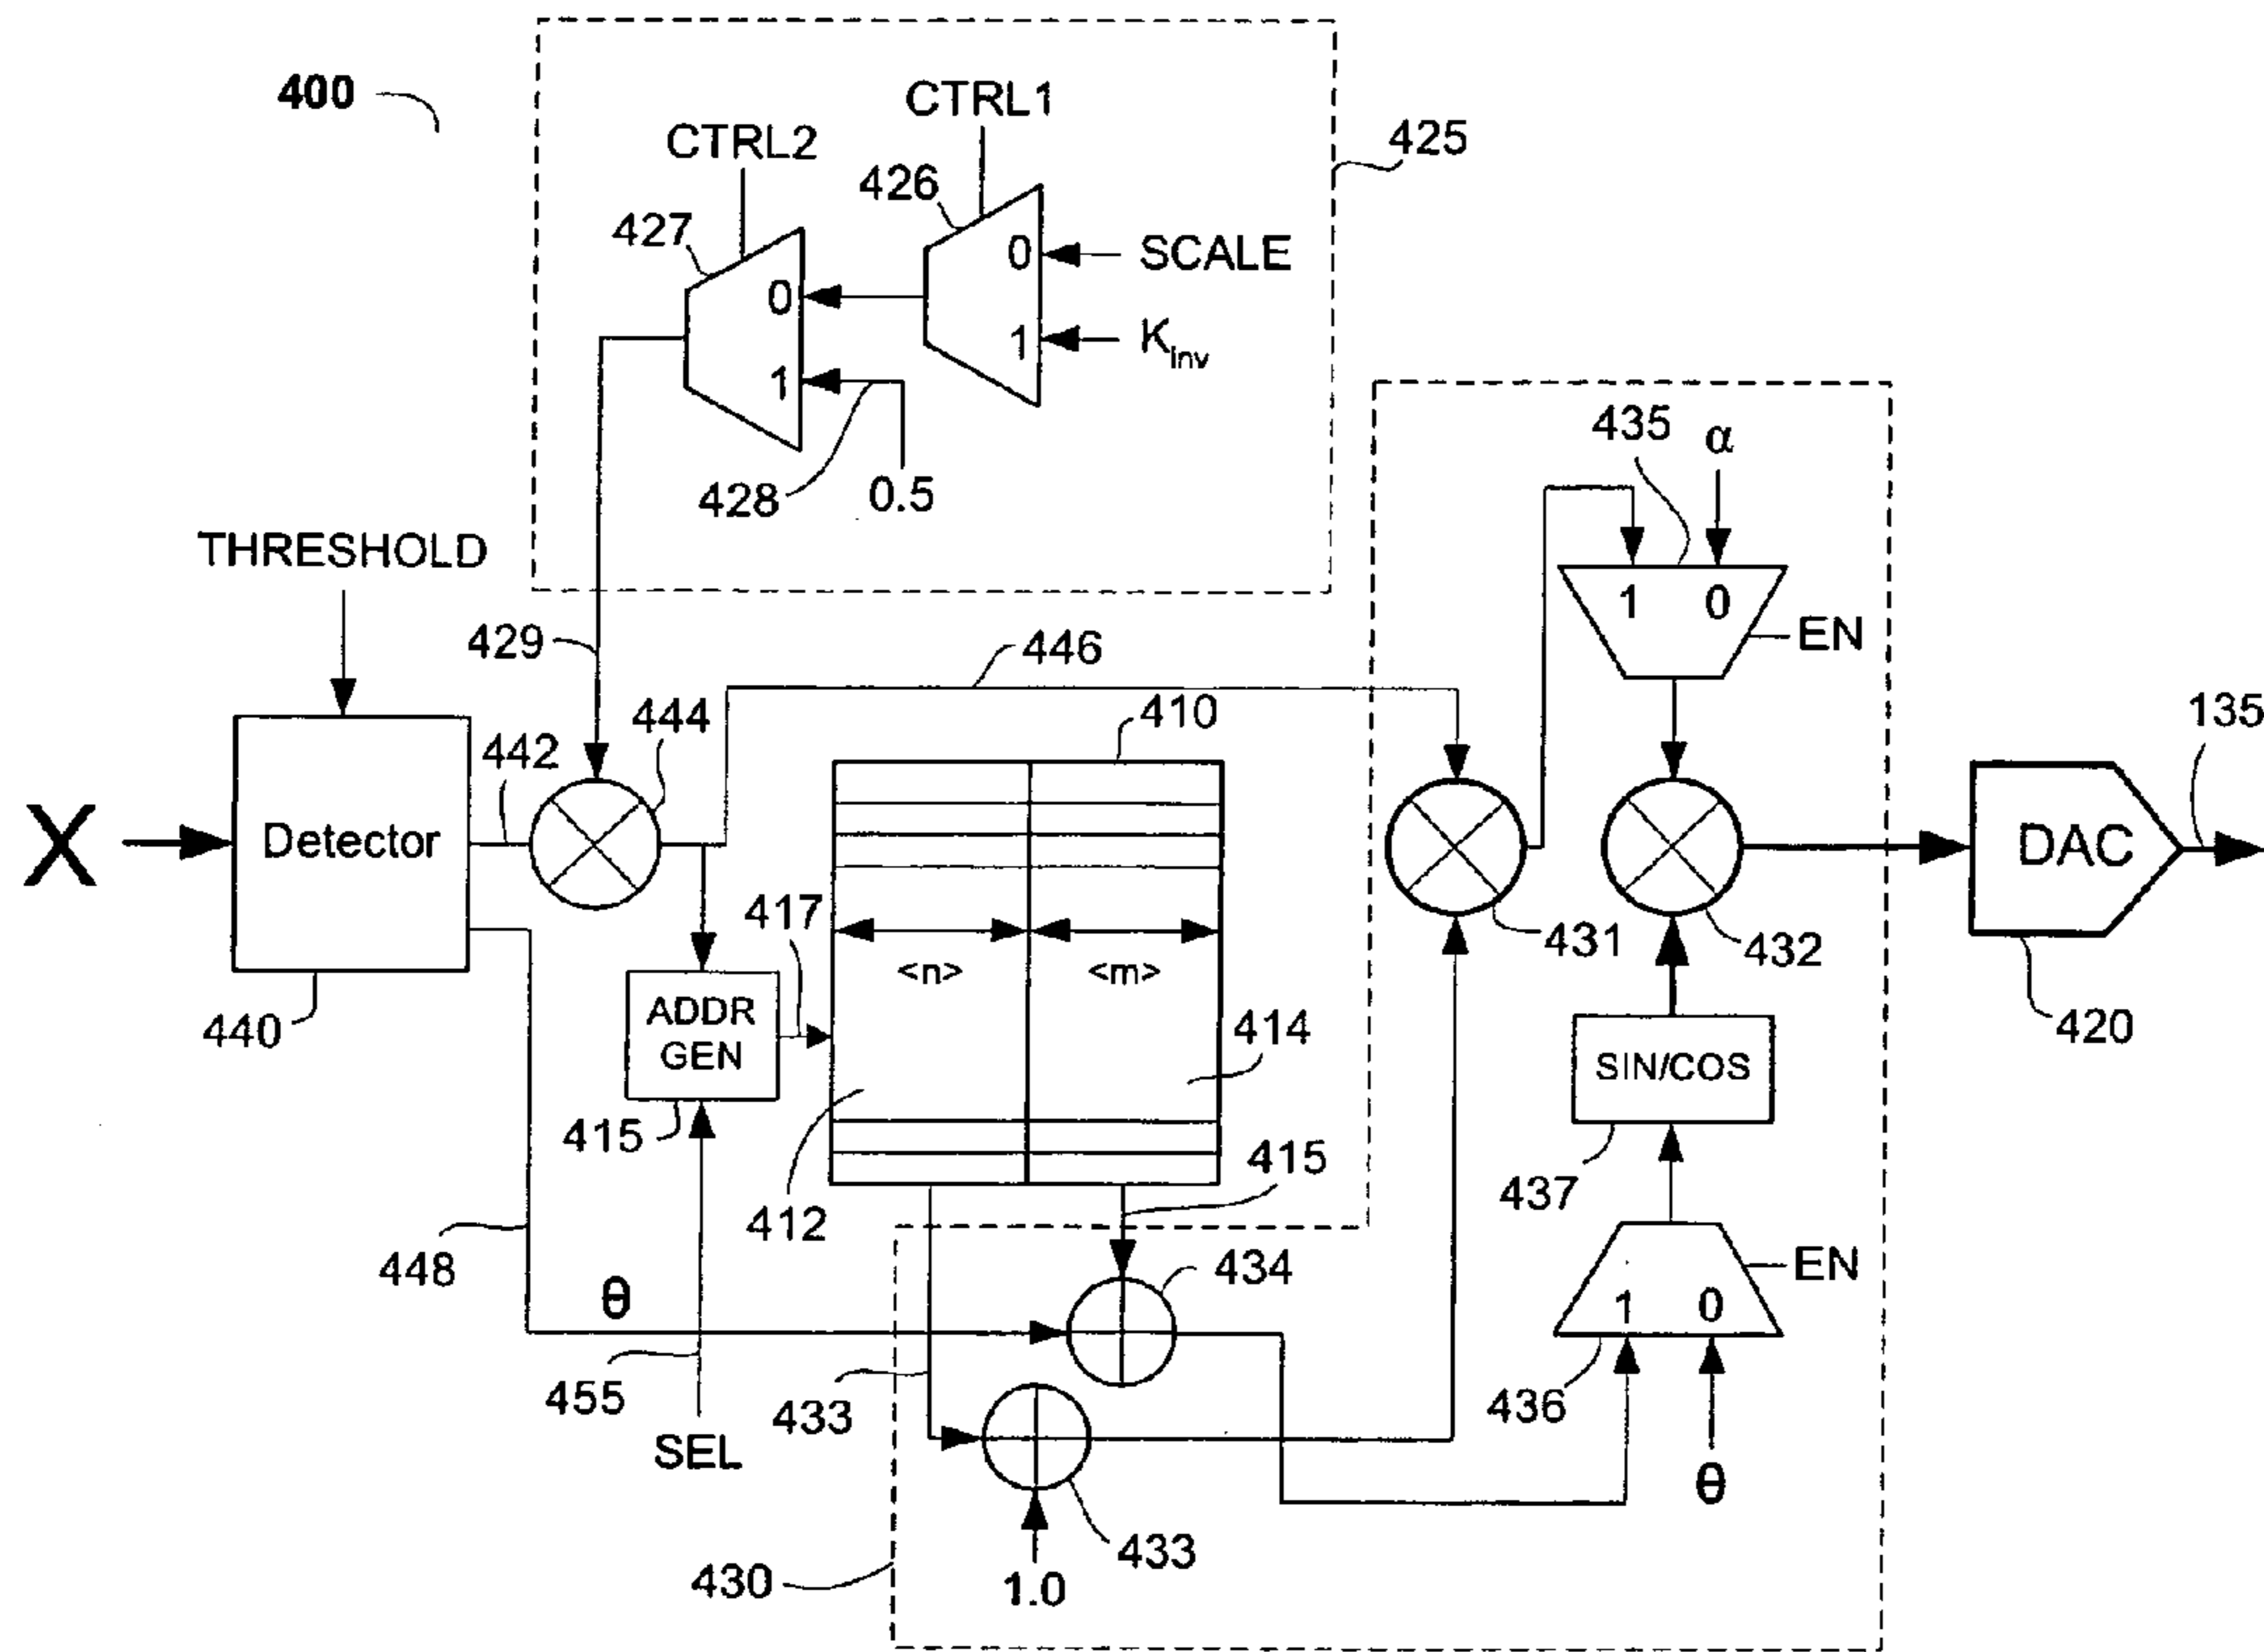 400
CTRL1
CTRL2
425
426
427
0
SCALE
0
1
K_inv
1
428
0.5
435
α
THRESHOLD
1
0
EN
429
446
444
410
135
442
X
Detector
DAC
417
431
432
<n>
<m>
440
ADDR
GEN
414
SIN/COS
420
415
415
437
412
448
434
EN
θ
1
0
455
433
436
SEL
θ
433
430
1.0